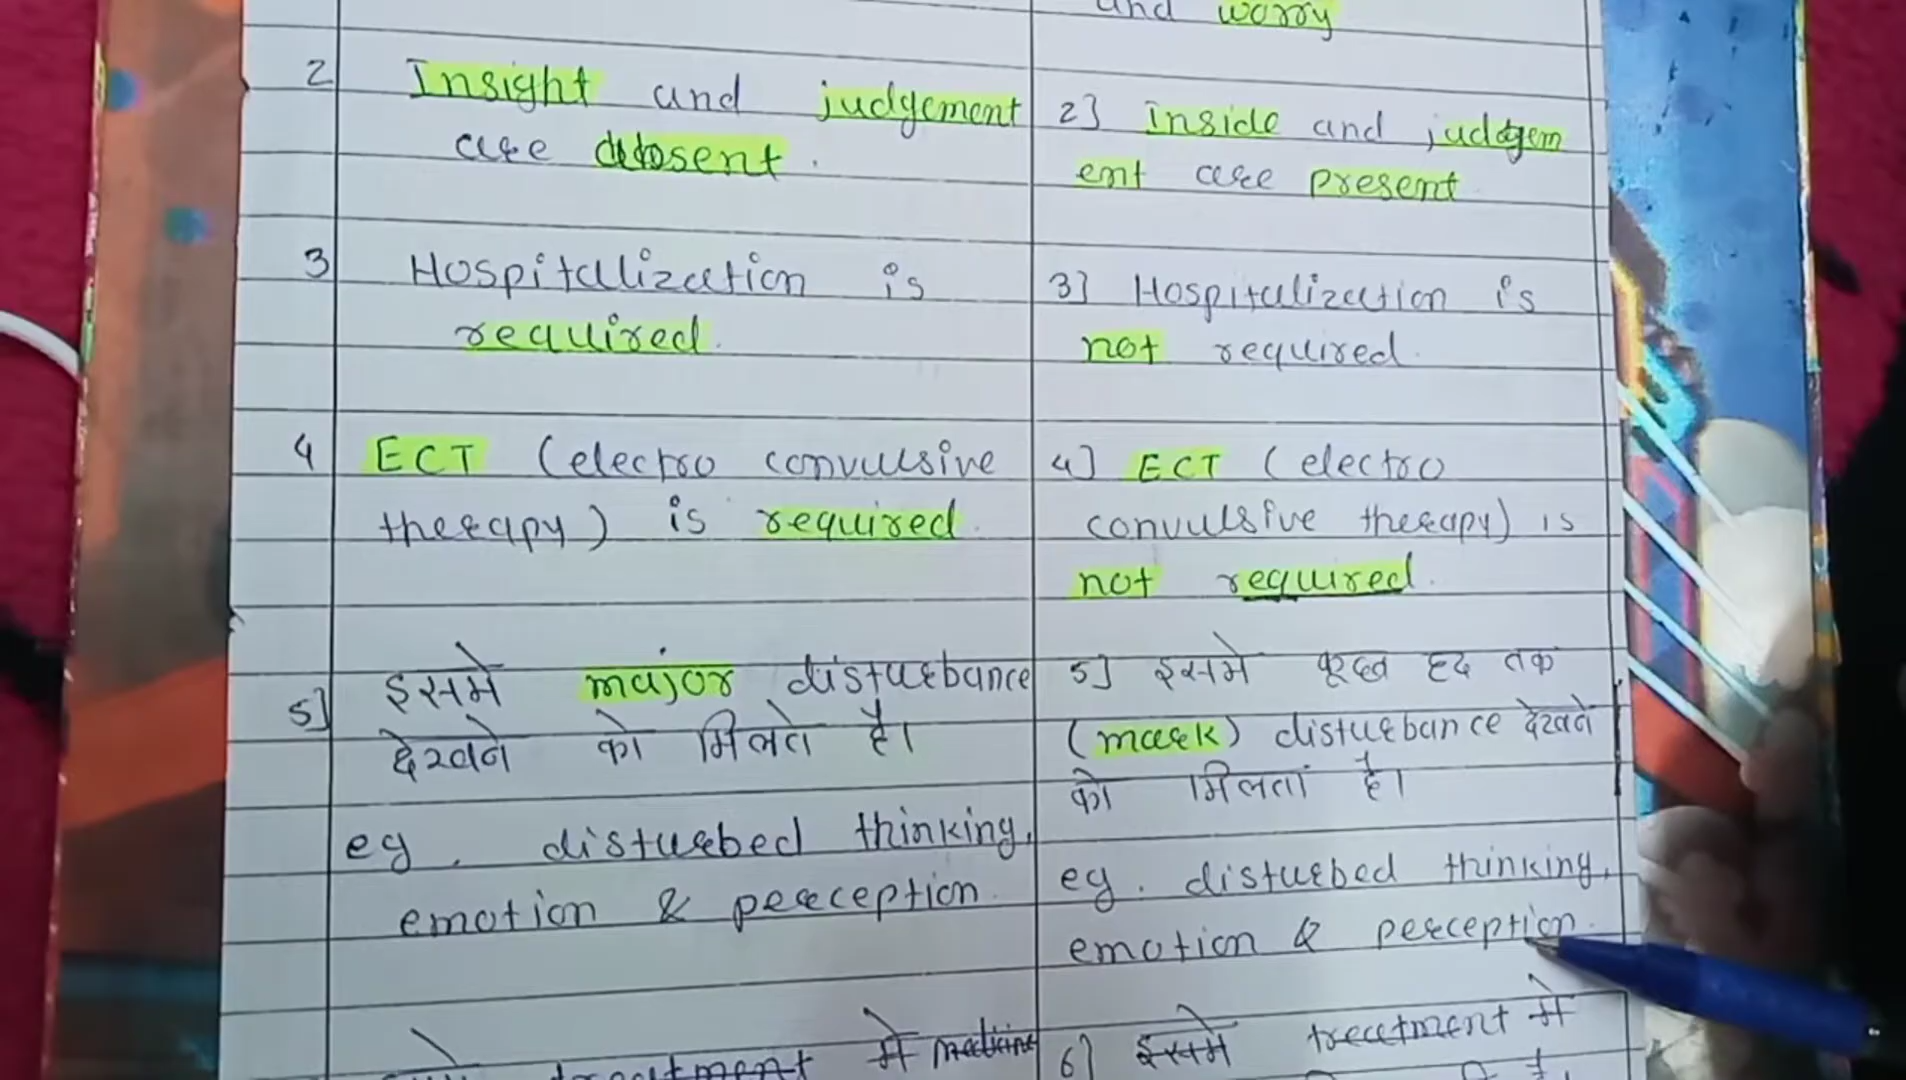 and worry
2 Insight and judgement
are absent.
2] inside and judgem
ent are present
3 Hospitalization is
required.
3] Hospitalization is
not required.
4 ECT (electro convulsive
therapy) is required.
4] ECT (electro
convulsive therapy) is
not required.
5] इसमे major disturbance
देखने को मिलते है।
eg. disturbed thinking,
emotion & perception.
5] इसमे हद तक
(mark) disturbance देखने
को मिलता है।
eg. disturbed thinking,
emotion & perception.
treatment मे medicine
6] इसमे treatment मे